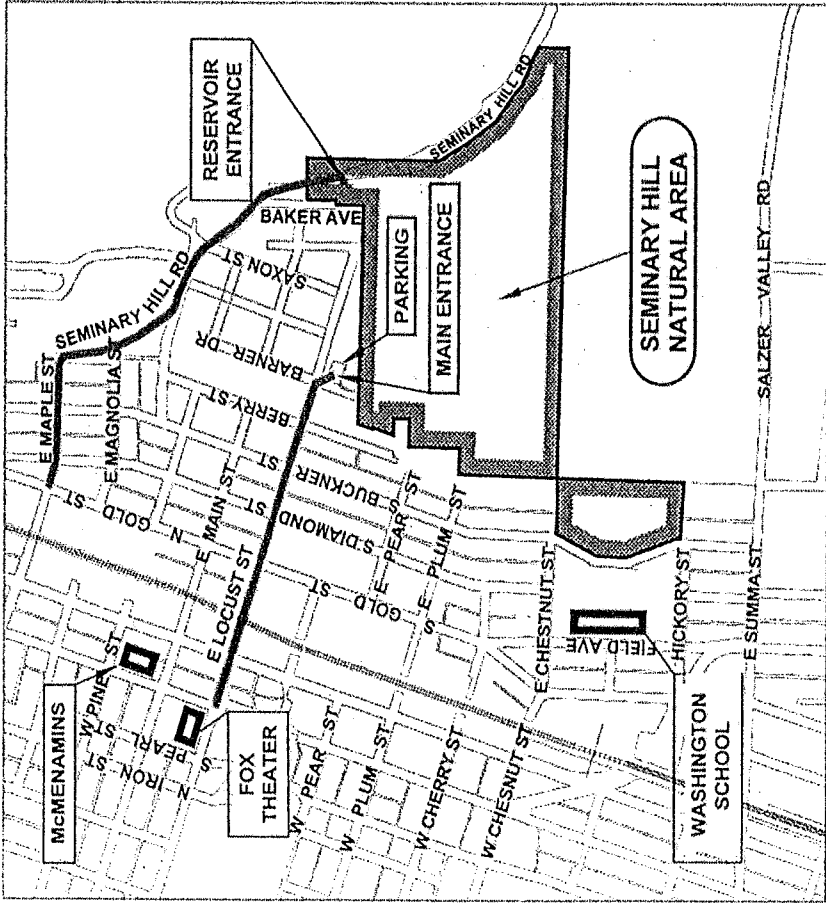 RESERVOIR
ENTRANCE
SEMINARY HILL RD
BAKER AVE
SAXON ST
SEMINARY HILL RD
PARKING
MAIN ENTRANCE
SEMINARY HILL
NATURAL AREA
SALZER VALLEY RD
E MAPLE ST
E MAGNOLIA ST
BARNER DR
BERRY ST
S BUCKNER ST
S DIAMOND ST
N GOLD ST
E MAIN ST
E LOCUST ST
S GOLD ST
E PEAR ST
E PLUM ST
E CHESTNUT ST
FIELD AVE
HICKORY ST
E SUMMA ST
McMENAMINS
W PINE ST
S PEARL ST
N IRON ST
FOX
THEATER
W PEAR ST
W PLUM ST
W CHERRY ST
W CHESNUT ST
WASHINGTON
SCHOOL